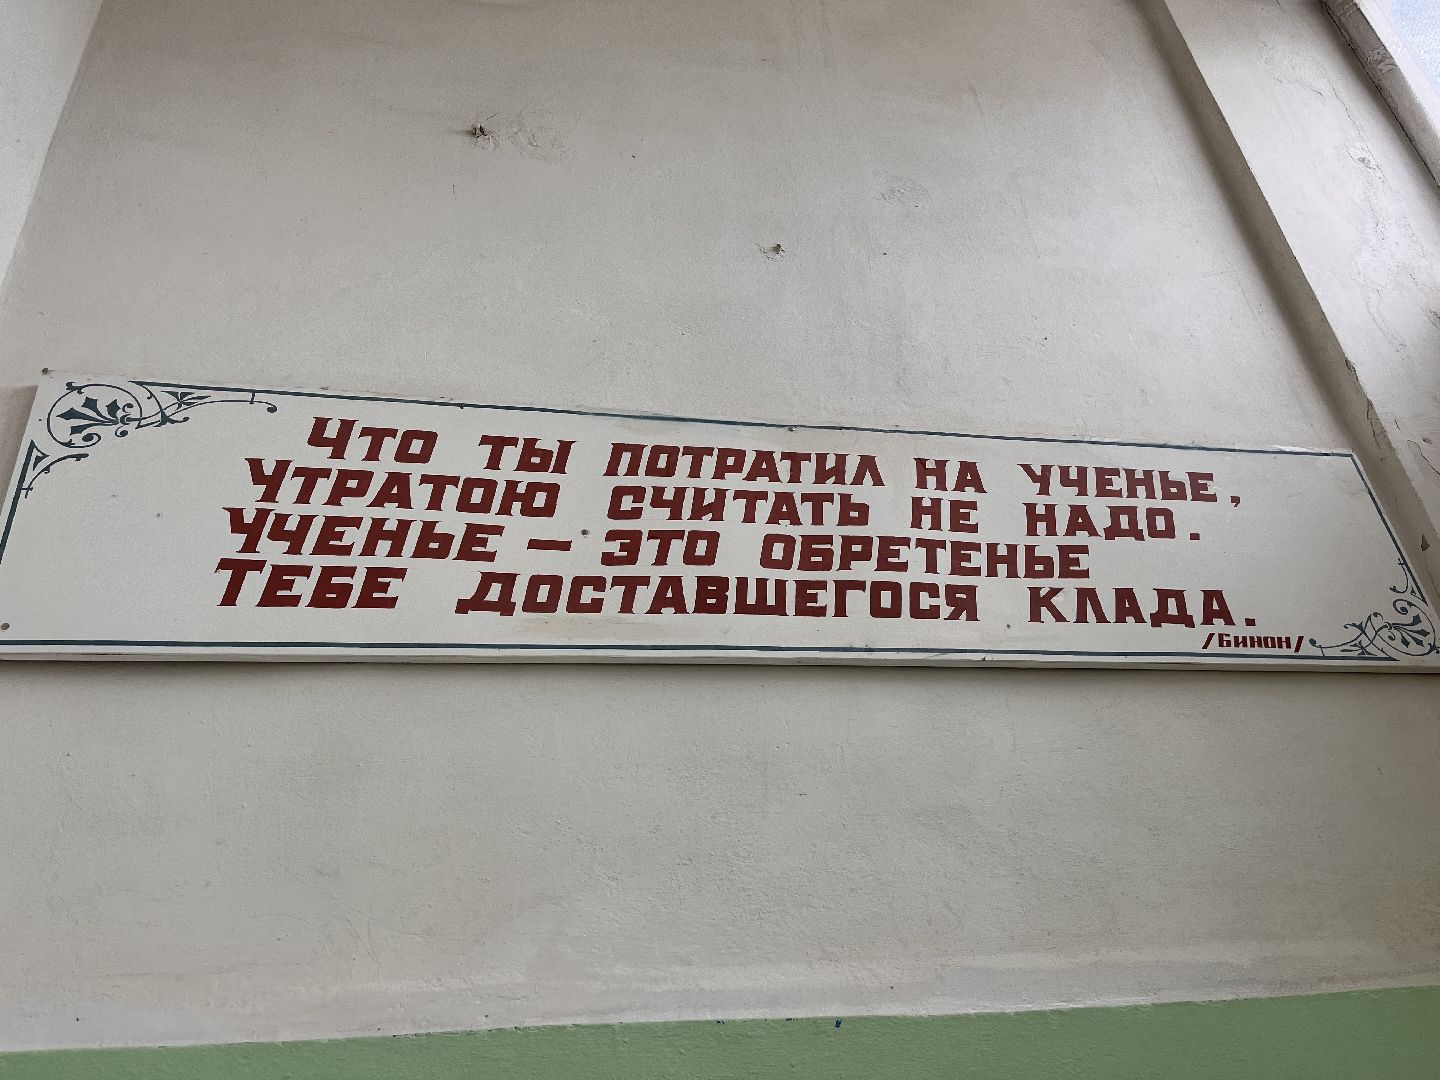 Что ты потратил на ученье,
Утратою считать не надо.
Ученье – это обретенье
Тебе доставшегося клада.
/Бинон/